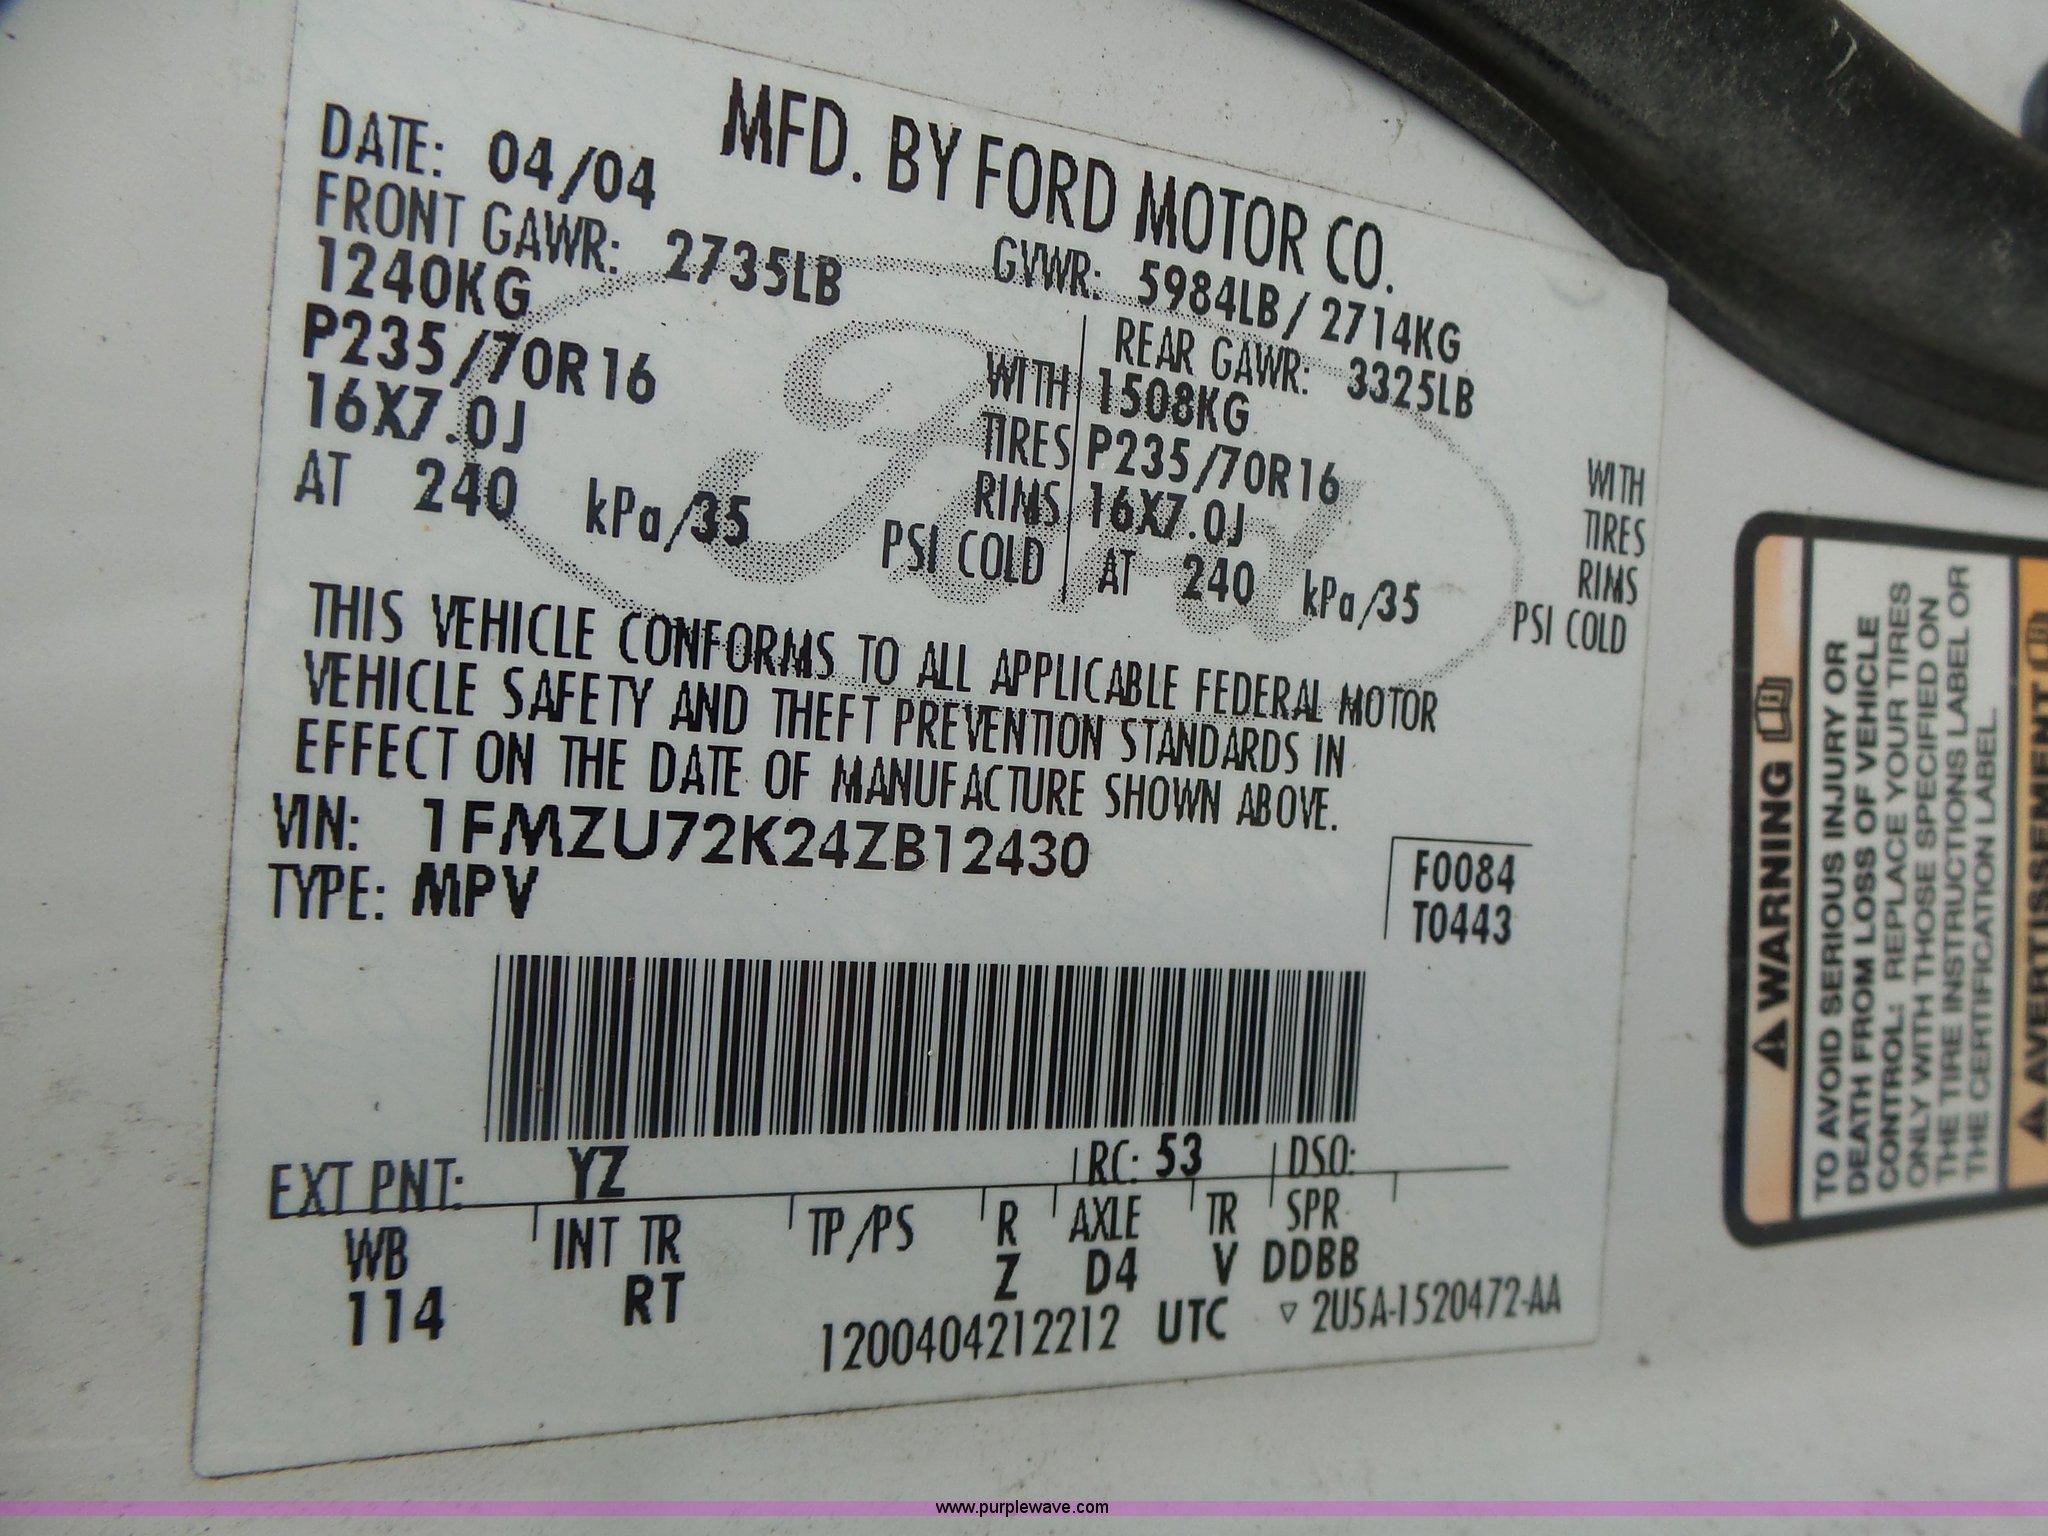 MFD. BY FORD MOTOR CO.
DATE: 04/04
GVWR: 5984LB/2714KG
FRONT GAWR: 2735LB
REAR GAWR: 3325LB
1240KG WITH
1508KG WITH
P235/70R16 TIRES
P235/70R16 TIRES
16X7.0J RIMS
16X7.0J RIMS
AT 240 kPa/35 PSI COLD
AT 240 kPa/35 PSI COLD
Ford
THIS VEHICLE CONFORMS TO ALL APPLICABLE FEDERAL MOTOR
VEHICLE SAFETY AND THEFT PREVENTION STANDARDS IN
EFFECT ON THE DATE OF MANUFACTURE SHOWN ABOVE.
VIN: 1FMZU72K24ZB12430
TYPE: MPV
F0084
T0443
EXT PNT: YZ RC: 53 DSO:
WB INT TR TP/PS R AXLE TR SPR
114 RT Z D4 V DDBB
1200404212212 UTC ▽ 2U5A-1520472-AA
WARNING
TO AVOID SERIOUS INJURY OR
DEATH FROM LOSS OF VEHICLE
CONTROL: REPLACE YOUR TIRES
ONLY WITH THOSE SPECIFIED ON
THE TIRE INSTRUCTIONS LABEL OR
THE CERTIFICATION LABEL.
AVERTISSEMENT
www.purplewave.com